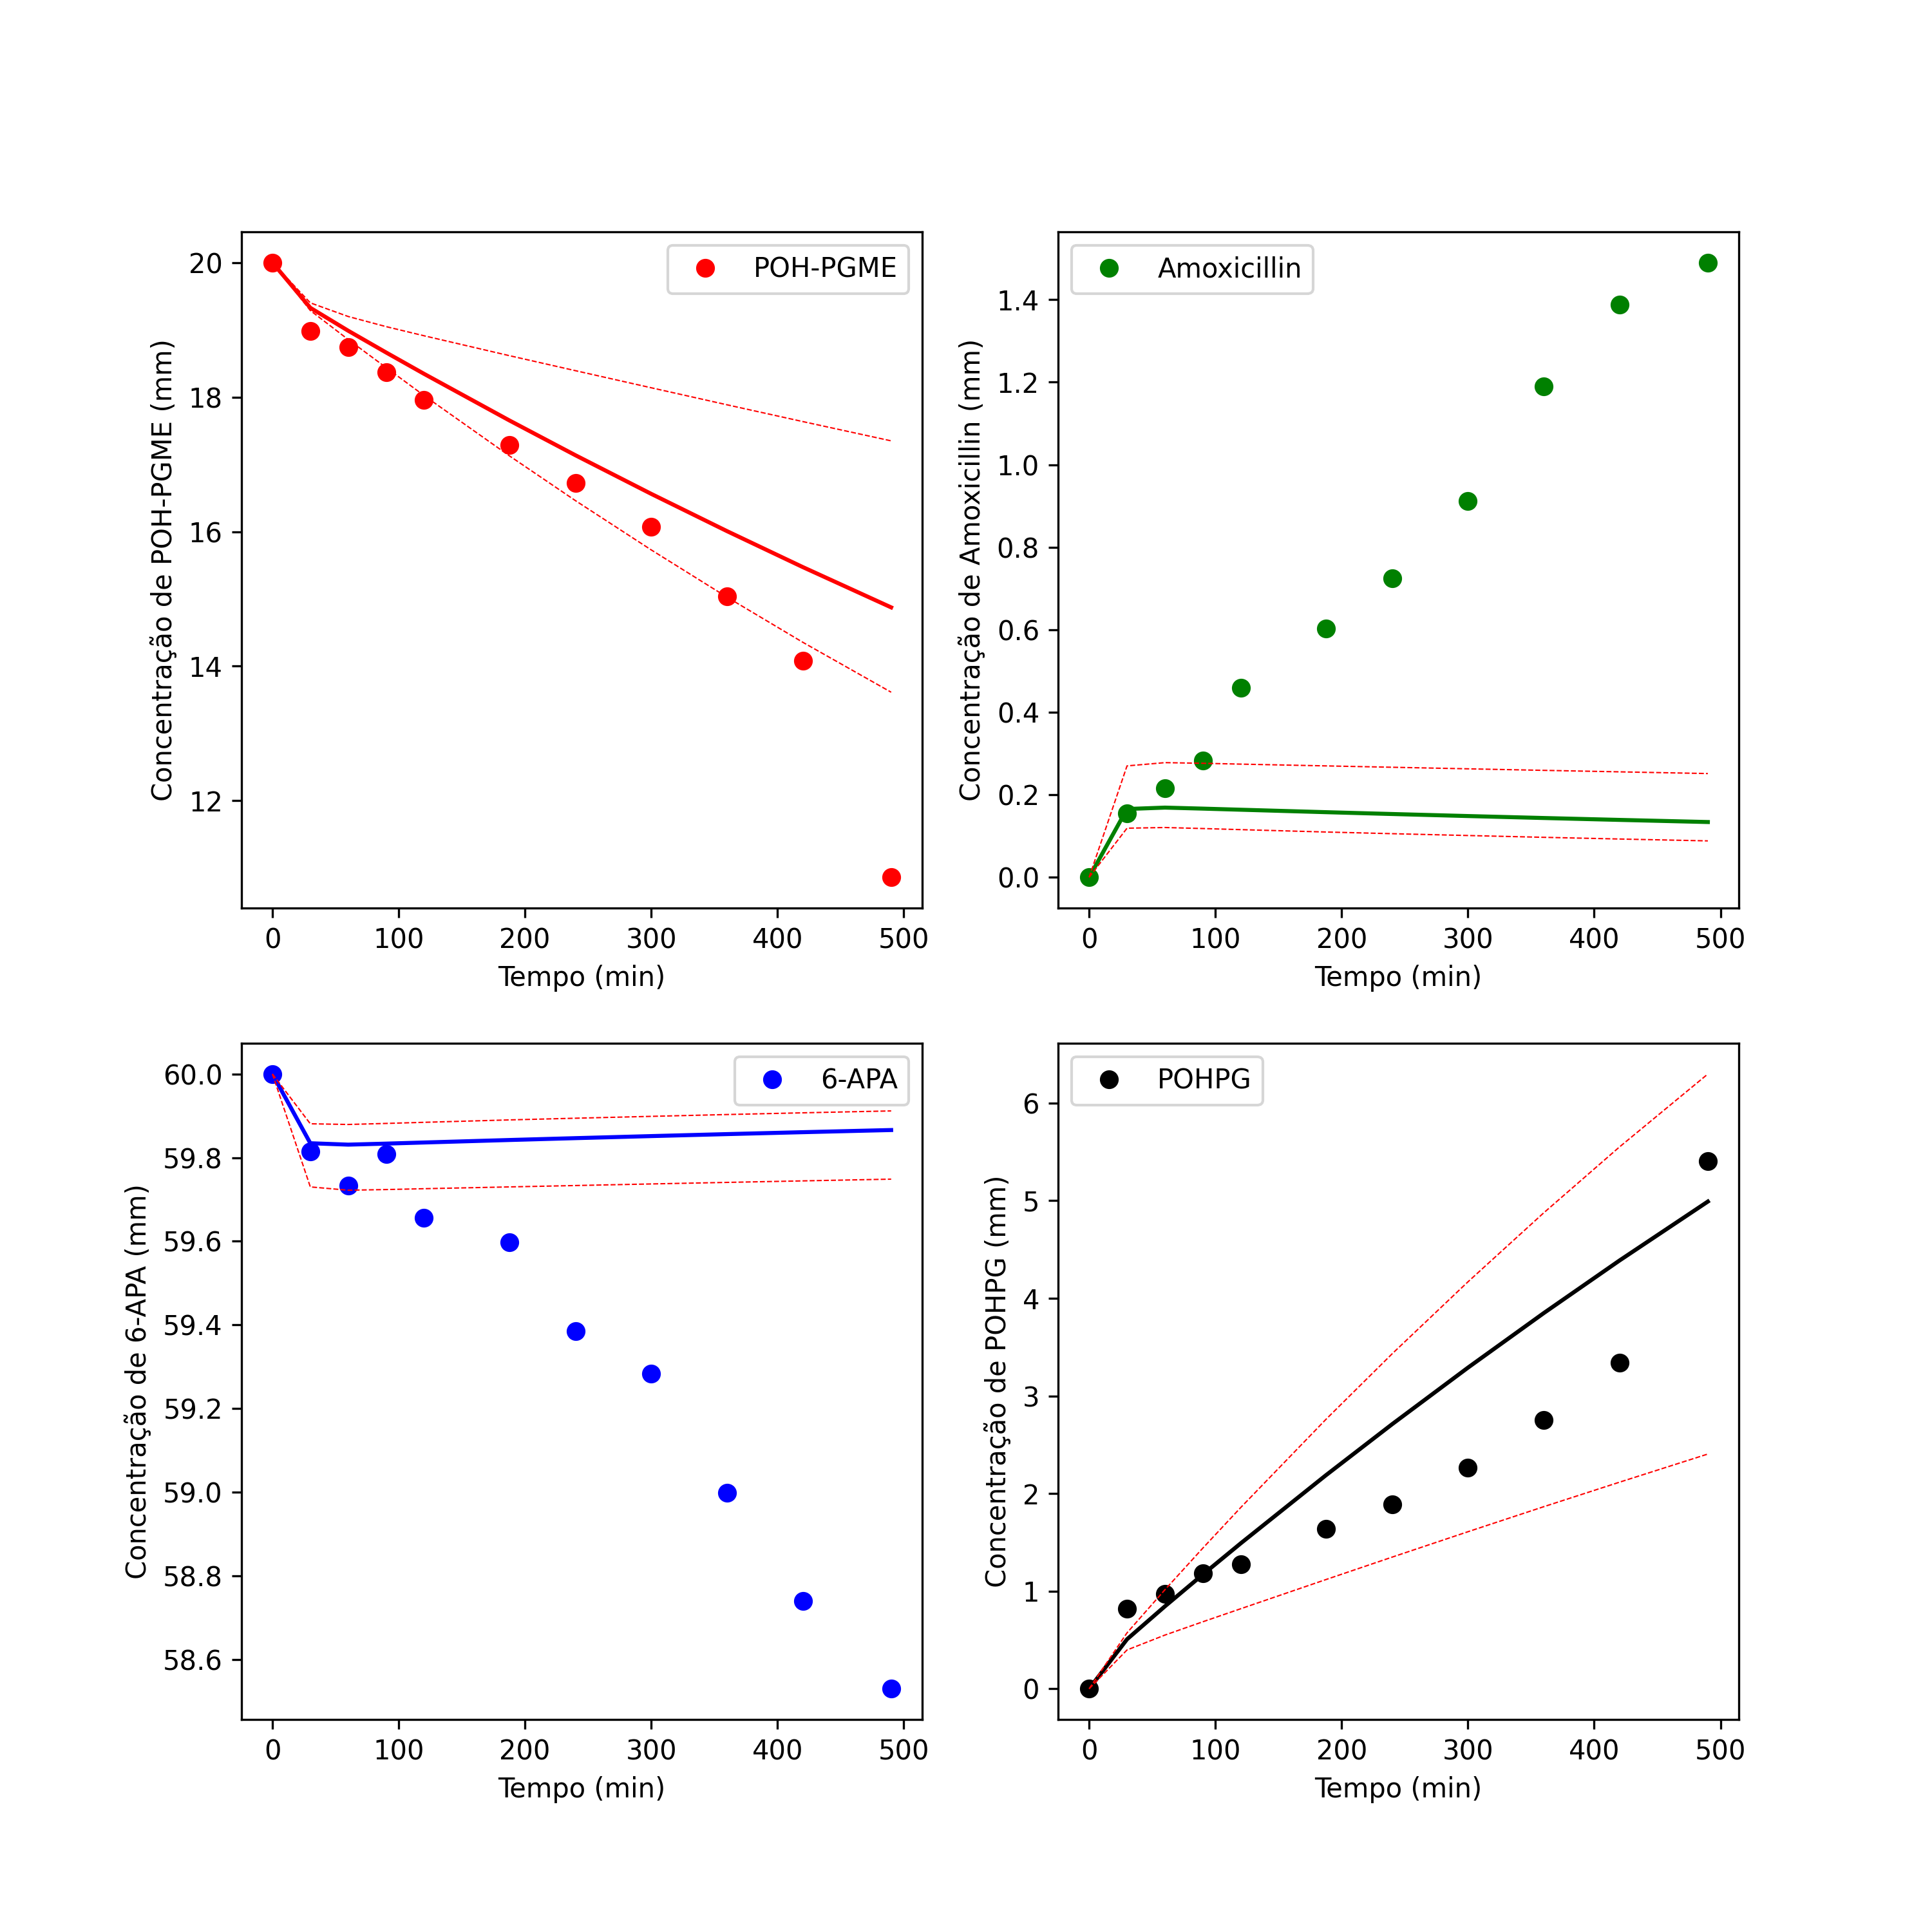 POH-PGME
Concentração de POH-PGME (mm)
20
18
16
14
12
0 100 200 300 400 500
Tempo (min)
Amoxicillin
Concentração de Amoxicillin (mm)
1.4
1.2
1.0
0.8
0.6
0.4
0.2
0.0
0 100 200 300 400 500
Tempo (min)
6-APA
Concentração de 6-APA (mm)
60.0
59.8
59.6
59.4
59.2
59.0
58.8
58.6
0 100 200 300 400 500
Tempo (min)
POHPG
Concentração de POHPG (mm)
6
5
4
3
2
1
0
0 100 200 300 400 500
Tempo (min)